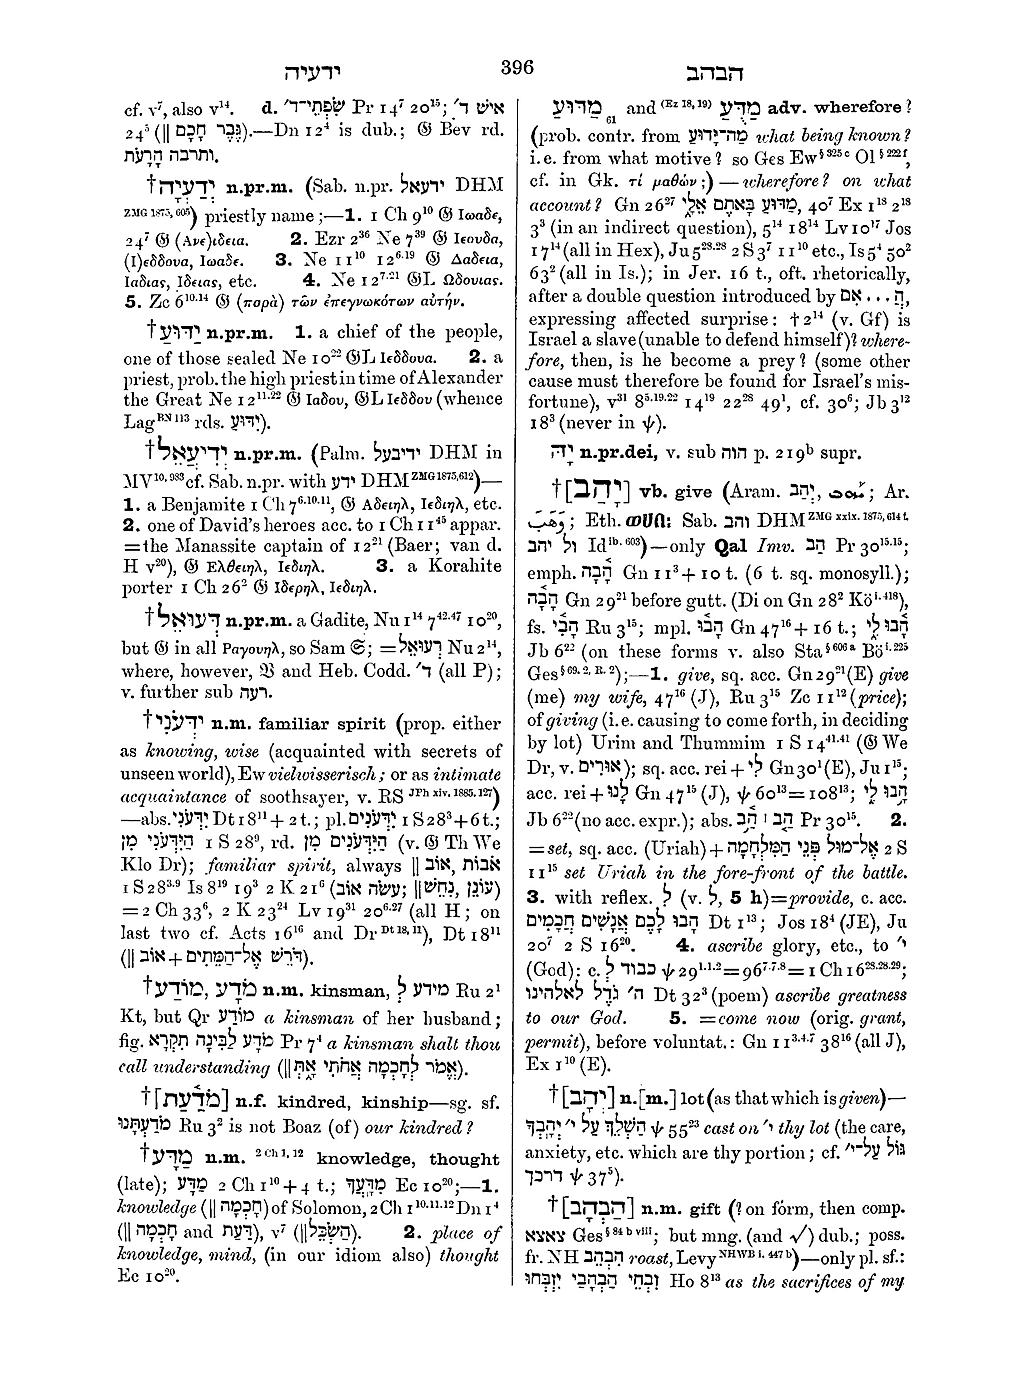 ידעיה
396
הבהב
cf. v⁷, also v¹⁴. d. שִׂפְתֵי־ד׳ Pr 14⁷ 20¹⁵; אִישׁ ד׳
24⁵ (‖ גֶּבֶר חָכָם).—Dn 12⁴ is dub.; 𝔊 Bev rd.
ותרבה הָרָעֹת.
†יְדַעְיָה n.pr.m. (Sab. n.pr. ידעאל DHM
ZMG 1875, 605) priestly name;—1. 1 Ch 9¹⁰ 𝔊 Ιωαδε,
24⁷ 𝔊 (Ανε)ιδεια. 2. Ezr 2³⁶ Ne 7³⁹ 𝔊 Ιεουδα,
(Ι)εδδουα, Ιωαδε. 3. Ne 11¹⁰ 12⁶·¹⁹ 𝔊 Δαδεια,
Ιαδιας, Ιδειας, etc. 4. Ne 12⁷·²¹ 𝔊L Ωδουιας.
5. Zc 6¹⁰·¹⁴ 𝔊 (παρὰ) τῶν ἐπεγνωκότων αὐτήν.
†יַדּוּעַ n.pr.m. 1. a chief of the people,
one of those sealed Ne 10²² 𝔊L Ιεδδουα. 2. a
priest, prob. the high priest in time of Alexander
the Great Ne 12¹¹·²² 𝔊 Ιαδου, 𝔊L Ιεδδου (whence
Lag BN 113 rds. יִדּוּעַ).
†יְדִיעֲאֵל n.pr.m. (Palm. ידיבעל DHM in
MV¹⁰, ⁹⁸³ cf. Sab. n.pr. with ידע DHM ZMG 1875, 612)—
1. a Benjamite 1 Ch 7⁶·¹⁰·¹¹, 𝔊 Αδειηλ, Ιεδιηλ, etc.
2. one of David's heroes acc. to 1 Ch 11⁴⁵ appar.
=the Manassite captain of 12²¹ (Baer; van d.
H v²⁰), 𝔊 Ελθειηλ, Ιεδιηλ. 3. a Korahite
porter 1 Ch 26² 𝔊 Ιδερηλ, Ιεδιηλ.
†דְּעוּאֵל n.pr.m. a Gadite, Nu 1¹⁴ 7⁴²·⁴⁷ 10²⁰,
but 𝔊 in all Ραγουηλ, so Sam 𝔖; =רְעוּאֵל Nu 2¹⁴,
where, however, 𝔙 and Heb. Codd. ד׳ (all P);
v. further sub רעה.
†יִדְּעֹנִי n.m. familiar spirit (prop. either
as knowing, wise (acquainted with secrets of
unseen world), Ew vielwisserisch; or as intimate
acquaintance of soothsayer, v. RS JPh xiv. 1885. 127)
—abs. יִדְּעֹנִי Dt 18¹¹ + 2 t.; pl. יִדְּעֹנִים 1 S 28³ + 6 t.;
הַיִּדְּעֹנִי מִן 1 S 28⁹, rd. הַיִּדְּעֹנִים מִן (v. 𝔊 Th We
Klo Dr); familiar spirit, always ‖ אוֹב, אֹבוֹת
1 S 28³·⁹ Is 8¹⁹ 19³ 2 K 21⁶ (עשׂה אוֹב; ‖ עוֹנֵן, נִחֵשׁ)
= 2 Ch 33⁶, 2 K 23²⁴ Lv 19³¹ 20⁶·²⁷ (all H; on
last two cf. Acts 16¹⁶ and Dr Dt 18, 11), Dt 18¹¹
(‖ דֹּרֵשׁ אֶל־הַמֵּתִים + אוֹב).
†מוֹדַע, מֹדָע n.m. kinsman, מידע לְ Ru 2¹
Kt, but Qr מוֹדַע a kinsman of her husband;
fig. מֹדָע לַבִּינָה תִקְרָא Pr 7⁴ a kinsman shalt thou
call understanding (‖ אֱמֹר לַחָכְמָה אֲחֹתִי אָתְּ).
†[מֹדַעַת] n.f. kindred, kinship—sg. sf.
מֹדַעְתָּנוּ Ru 3² is not Boaz (of) our kindred?
†מַדָּע n.m. 2 Ch 1, 12 knowledge, thought
(late); מַדָּע 2 Ch 1¹⁰ + 4 t.; מַדָּעֲךָ Ec 10²⁰;—1.
knowledge (‖ חָכְמָה) of Solomon, 2 Ch 1¹⁰·¹¹·¹² Dn 1⁴
(‖ חָכְמָה and דַּעַת), v⁷ (‖ הַשְׂכֵּל). 2. place of
knowledge, mind, (in our idiom also) thought
Ec 10²⁰.
מַדּוּעַ 61 and (Ez 18, 19) מַדֻּעַ adv. wherefore?
(prob. contr. from מַה־יָּדוּעַ what being known?
i.e. from what motive? so Ges Ew § 325 c Ol § 222 f,
cf. in Gk. τί μαθών;)—wherefore? on what
account? Gn 26²⁷ מַדּוּעַ בָּאתֶם אֵלָי, 40⁷ Ex 1¹⁸ 2¹⁸
3³ (in an indirect question), 5¹⁴ 18¹⁴ Lv 10¹⁷ Jos
17¹⁴ (all in Hex), Ju 5²⁸·²⁸ 2 S 3⁷ 11¹⁰ etc., Is 5⁴ 50²
63² (all in Is.); in Jer. 16 t., oft. rhetorically,
after a double question introduced by הֲ . . . אִם,
expressing affected surprise: †2¹⁴ (v. Gf) is
Israel a slave (unable to defend himself)? where-
fore, then, is he become a prey? (some other
cause must therefore be found for Israel's mis-
fortune), v³¹ 8⁵·¹⁹·²² 14¹⁹ 22²⁸ 49¹, cf. 30⁶; Jb 3¹²
18³ (never in ψ).
יָהּ n.pr.dei, v. sub הוה p. 219b supr.
†[יָהַב] vb. give (Aram. יְהַב, ܝܗܒ; Ar.
وَهَبَ; Eth. ወሀበ: Sab. והב DHM ZMG xxix. 1875, 614 f.
ול יהב Id ib. 603)—only Qal Imv. הַב Pr 30¹⁵·¹⁵;
emph. הָבָה Gn 11³ + 10 t. (6 t. sq. monosyll.);
הָבָה Gn 29²¹ before gutt. (Di on Gn 28² Kö i. 418),
fs. הָבִי Ru 3¹⁵; mpl. הָבוּ Gn 47¹⁶ + 16 t.; הָבוּ לִי
Jb 6²² (on these forms v. also Sta § 606 a Bö i. 225
Ges § 69. 2, R. 2);—1. give, sq. acc. Gn 29²¹ (E) give
(me) my wife, 47¹⁶ (J), Ru 3¹⁵ Zc 11¹² (price);
of giving (i.e. causing to come forth, in deciding
by lot) Urim and Thummim 1 S 14⁴¹·⁴¹ (𝔊 We
Dr, v. אורים); sq. acc. rei + לִי Gn 30¹ (E), Ju 1¹⁵;
acc. rei + לָנוּ Gn 47¹⁵ (J), ψ 60¹³ = 108¹³; הבו לִי
Jb 6²² (no acc. expr.); abs. הַב ׀ הַב Pr 30¹⁵. 2.
=set, sq. acc. (Uriah) + אֶל־מוּל פְּנֵי הַמִּלְחָמָה 2 S
11¹⁵ set Uriah in the fore-front of the battle.
3. with reflex. לְ (v. לְ, 5 h)=provide, c. acc.
הבו לָכֶם אֲנָשִׁים חֲכָמִים Dt 1¹³; Jos 18⁴ (JE), Ju
20⁷ 2 S 16²⁰. 4. ascribe glory, etc., to י׳
(God): c. כבוד לְ ψ 29¹·¹·² = 96⁷·⁷·⁸ = 1 Ch 16²⁸·²⁸·²⁹;
ה׳ גֹדֶל לאלהינו Dt 32³ (poem) ascribe greatness
to our God. 5. =come now (orig. grant,
permit), before voluntat.: Gn 11³·⁴·⁷ 38¹⁶ (all J),
Ex 1¹⁰ (E).
†[יְהָב] n.[m.] lot (as that which is given)—
הַשְׁלֵךְ עַל י׳ יְהָבְךָ ψ 55²³ cast on י׳ thy lot (the care,
anxiety, etc. which are thy portion; cf. גּוֹל עַל־י׳
דרכך ψ 37⁵).
†[הַבְהָב] n.m. gift (? on form, then comp.
צאצא Ges § 84 b viii; but mng. (and √) dub.; poss.
fr. NH הִבְהֵב roast, Levy NHWB i. 447 b)—only pl. sf.:
זִבְחֵי הַבְהָבַי יִזְבְּחוּ Ho 8¹³ as the sacrifices of my